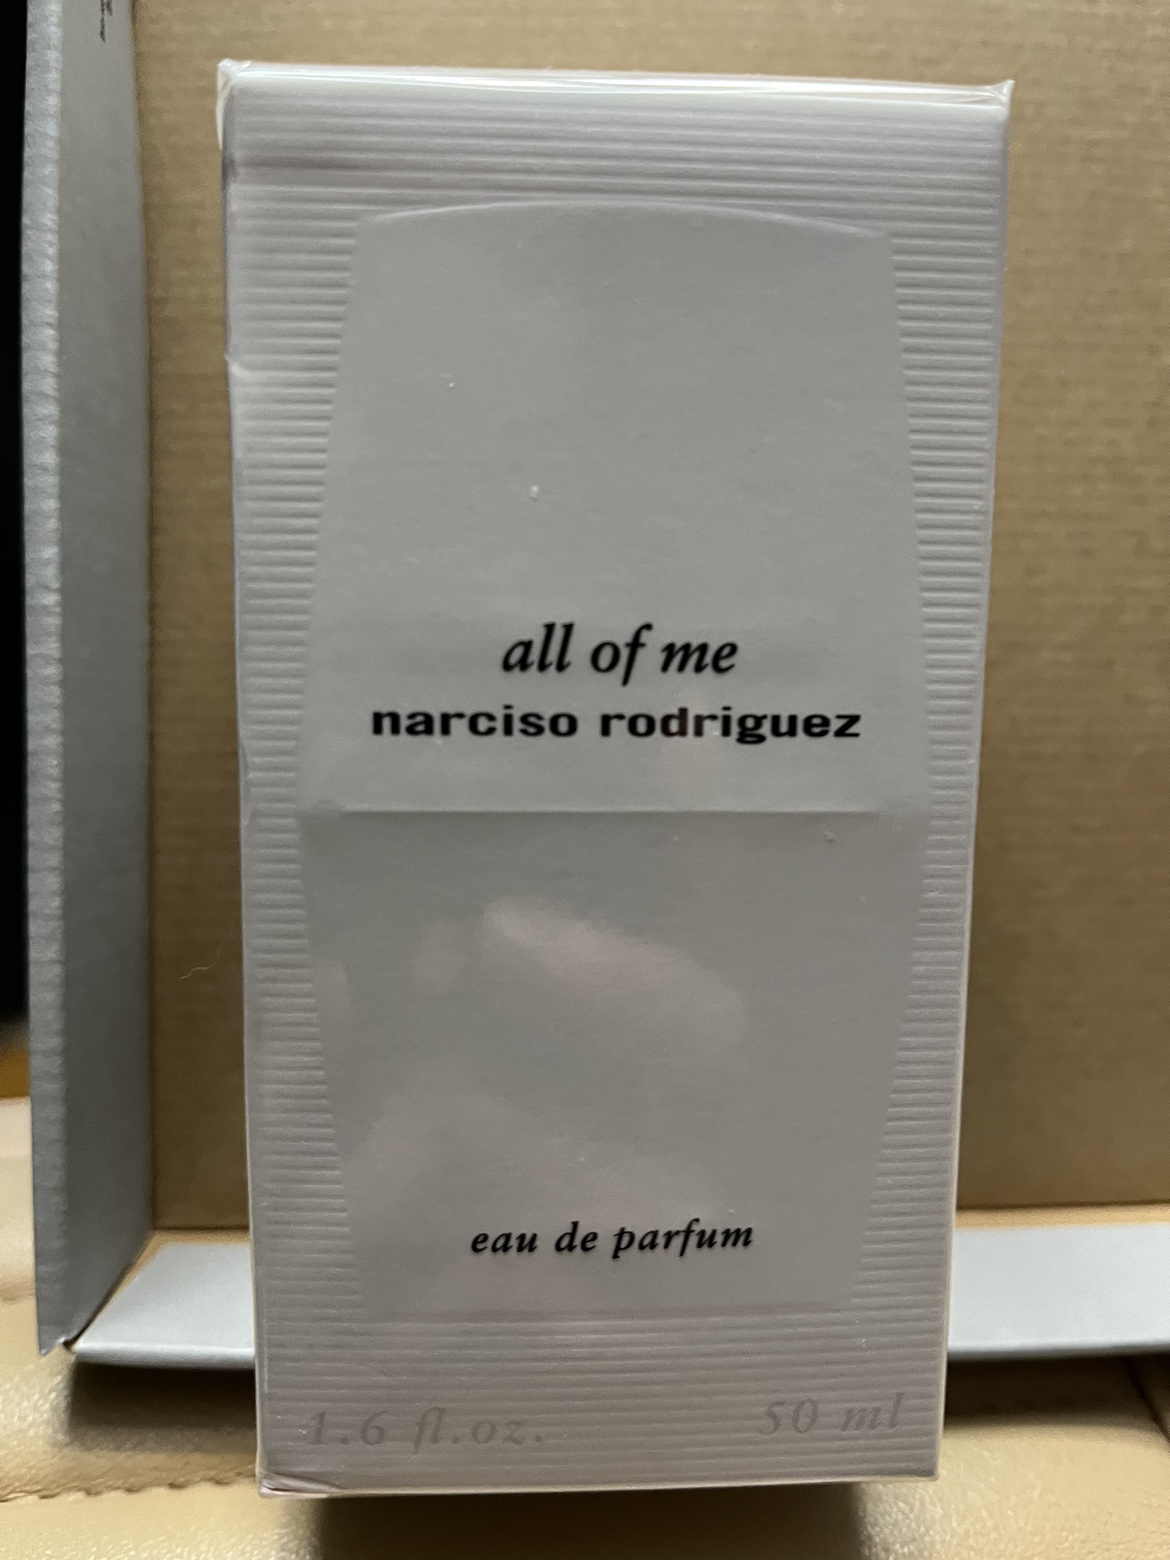 all of me
narciso rodriguez
eau de parfum
1.6 fl.oz. 50 ml